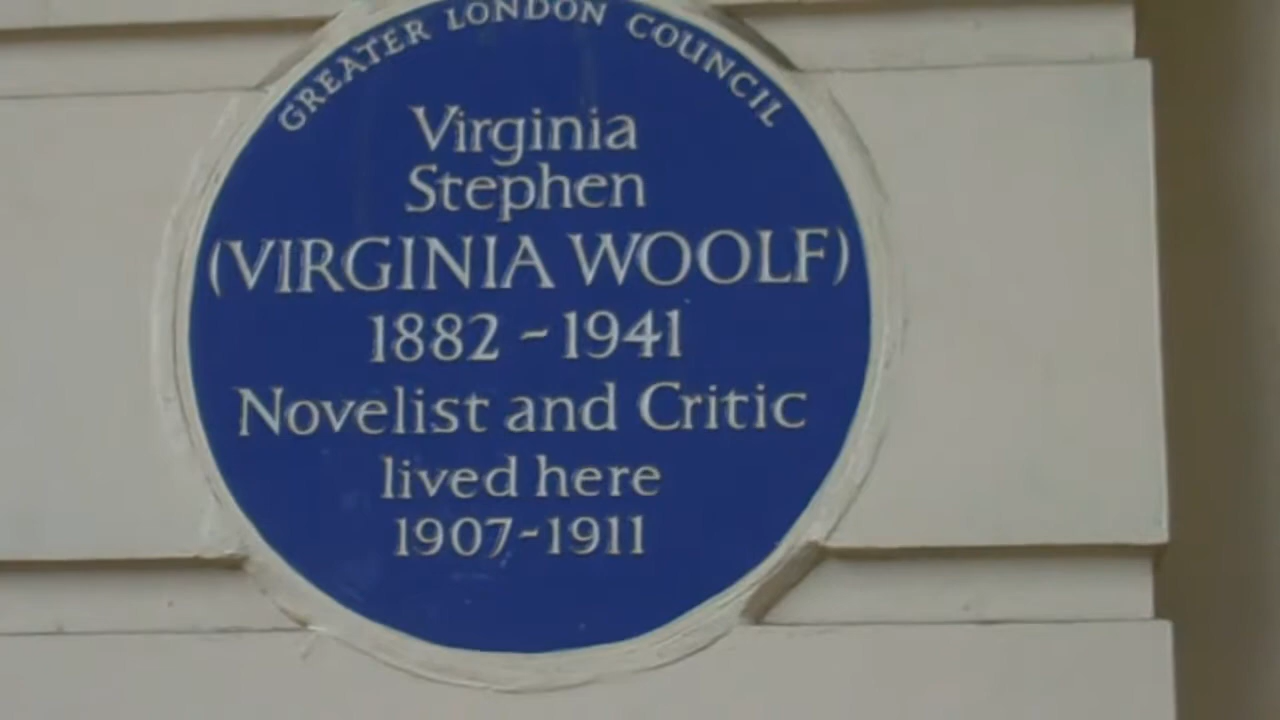 GREATER LONDON COUNCIL
Virginia
Stephen
(VIRGINIA WOOLF)
1882 - 1941
Novelist and Critic
lived here
1907-1911